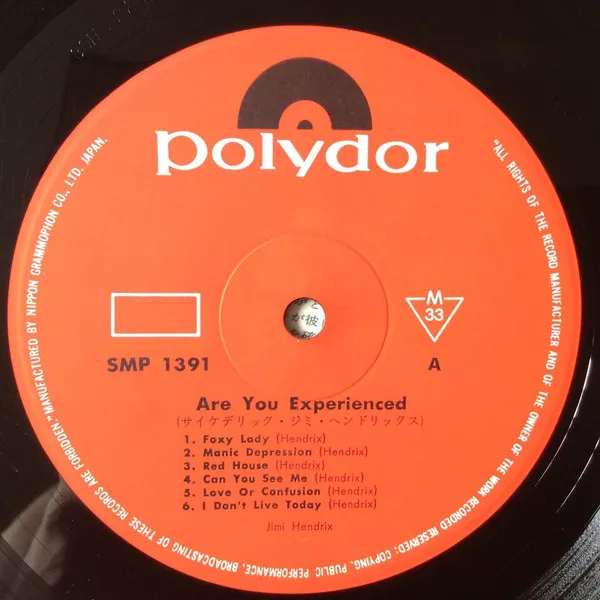 polydor
"ALL RIGHTS OF THE RECORD MANUFACTURER AND OF THE OWNER OF THE WORK RECORDED RESERVED: COPYING, PUBLIC PERFORMANCE, BROADCASTING OF THESE RECORDS ARE FORBIDDEN. "MANUFACTURED BY NIPPON GRAMMOPHON CO., LTD. JAPAN.
M
33
SMP 1391
A
Are You Experienced
(サイケデリック・ジミ・ヘンドリックス)
1. Foxy Lady (Hendrix)
2. Manic Depression (Hendrix)
3. Red House (Hendrix)
4. Can You See Me (Hendrix)
5. Love Or Confusion (Hendrix)
6. I Don't Live Today (Hendrix)
Jimi Hendrix